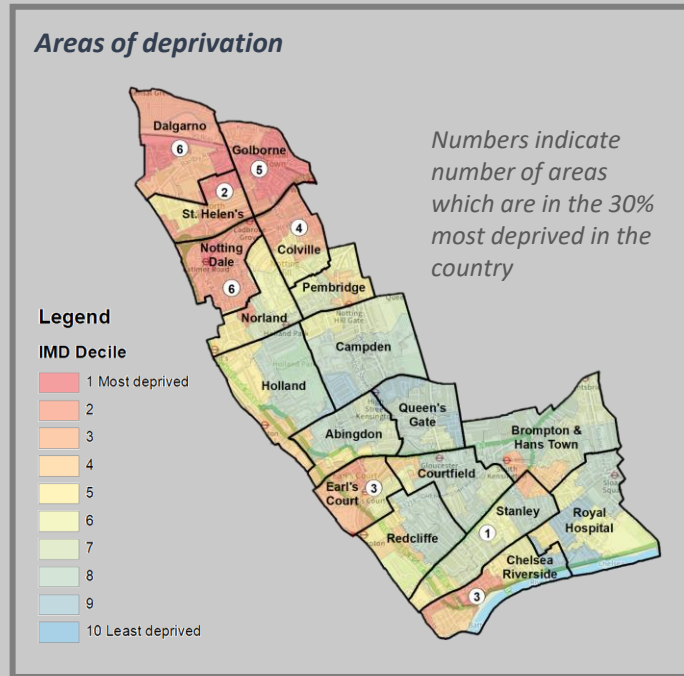 Areas of deprivation
Numbers indicate
number of areas
which are in the 30%
most deprived in the
country
Dalgarno
6
Golborne
5
2
St. Helen's
4
Colville
Notting
Dale
6
Pembridge
Norland
Campden
Holland
Queen's
Gate
Abingdon
Brompton &
Hans Town
Courtfield
Earl's
Court
3
Stanley
Royal
Hospital
Redcliffe
1
Chelsea
Riverside
3
Legend
IMD Decile
1 Most deprived
2
3
4
5
6
7
8
9
10 Least deprived